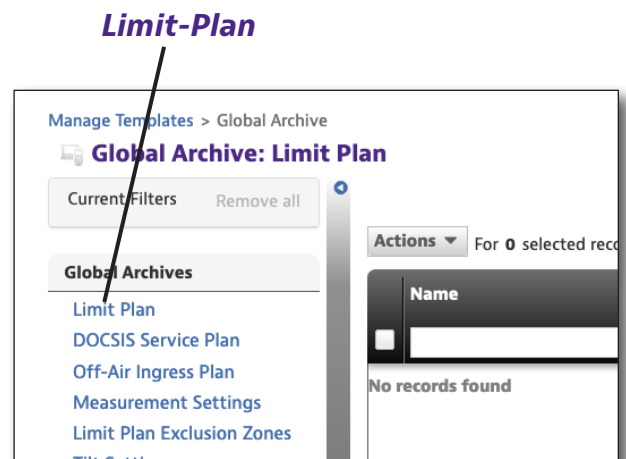 Limit-Plan
Manage Templates > Global Archive
Global Archive: Limit Plan
Current Filters Remove all
Actions For 0 selected
Global Archives
Name
Limit Plan
DOCSIS Service Plan
Off-Air Ingress Plan
No records found
Measurement Settings
Limit Plan Exclusion Zones